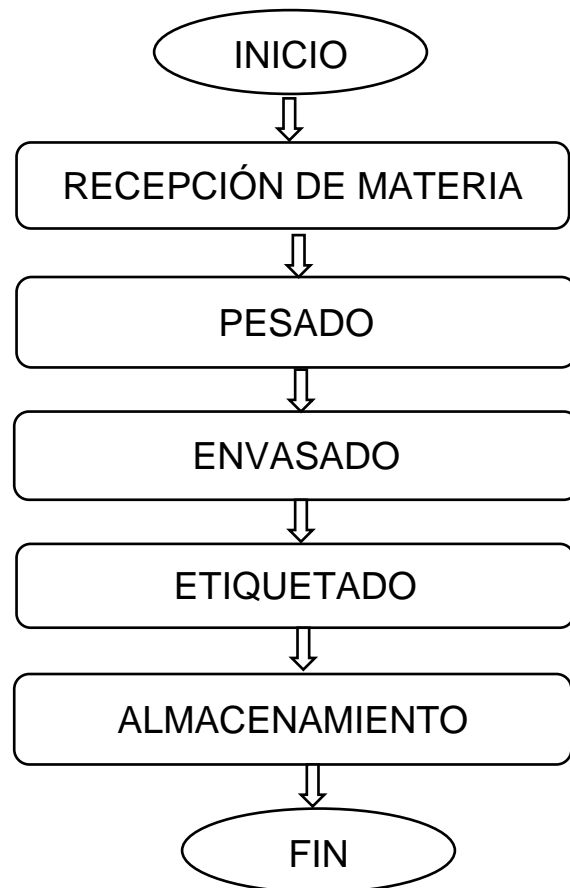 INICIO
RECEPCIÓN DE MATERIA
PESADO
ENVASADO
ETIQUETADO
ALMACENAMIENTO
FIN